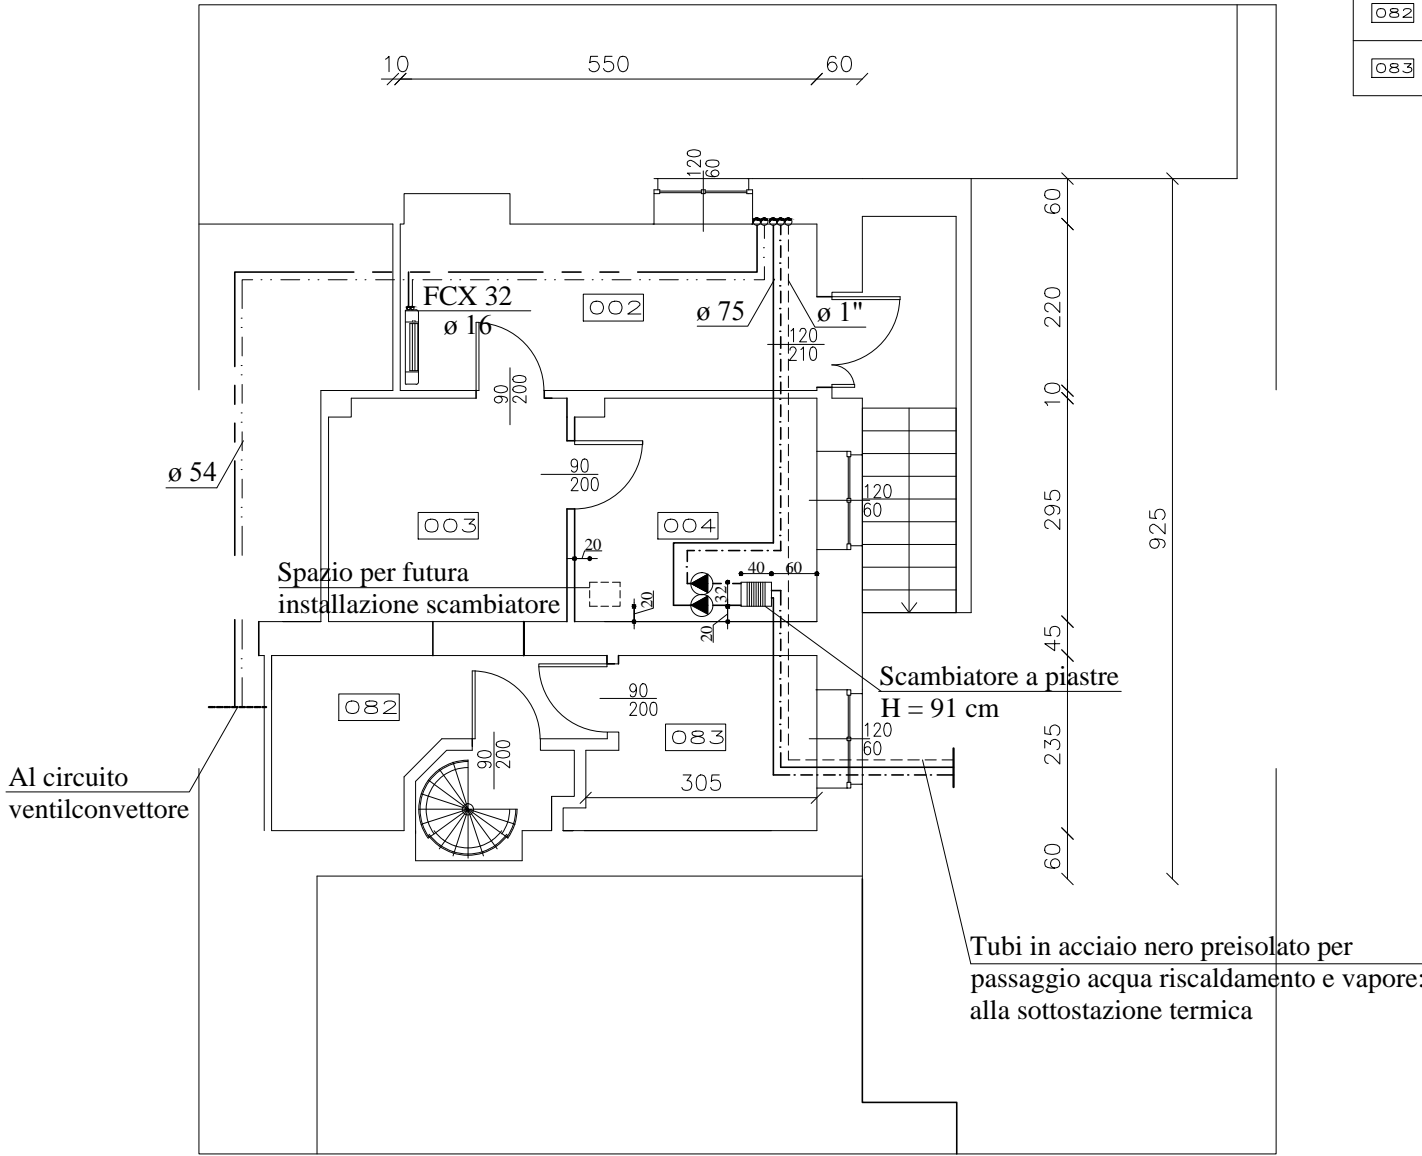 082
083
10
550
60
120
60
60
FCX 32
ø 16
002
ø 75
ø 1"
120
210
220
90
200
10
ø 54
90
200
120
60
003
004
295
925
20
Spazio per futura
installazione scambiatore
40
60
32
20
20
45
Scambiatore a piastre
H = 91 cm
90
200
082
083
120
60
90
200
235
305
Al circuito
ventilconvettore
60
Tubi in acciaio nero preisolato per
passaggio acqua riscaldamento e vapore:
alla sottostazione termica